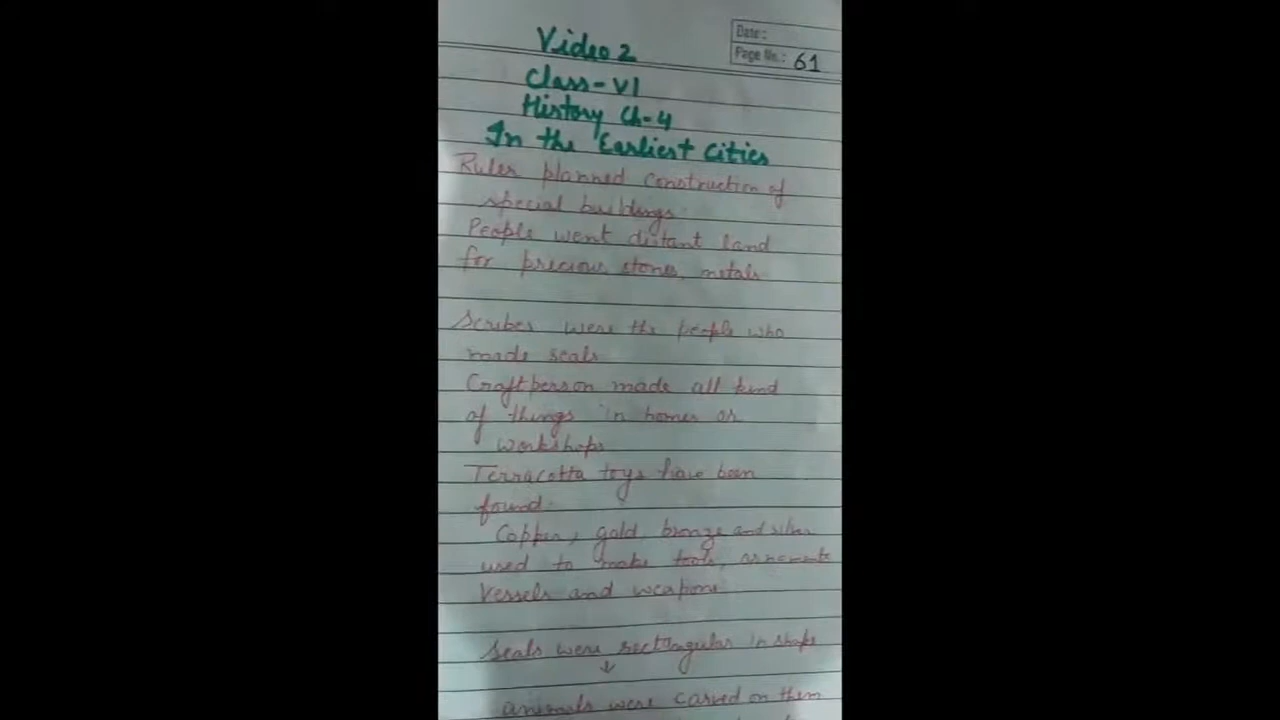 Date :
Page No.: 61
Video 2
Class-VI
History Ch-4
In the Earliest Cities
Ruler planned construction of
special buildings.
People went distant land
for precious stones, metals
Scribes were the people who
made seals
Craftperson made all kind
of things in homes or
workshops
Terracotta toys have been
found.
Copper, gold bronze and silver
used to make tools, ornaments
Vessels and weapons
Seals were rectangular in shape
↓
animals were carved on them